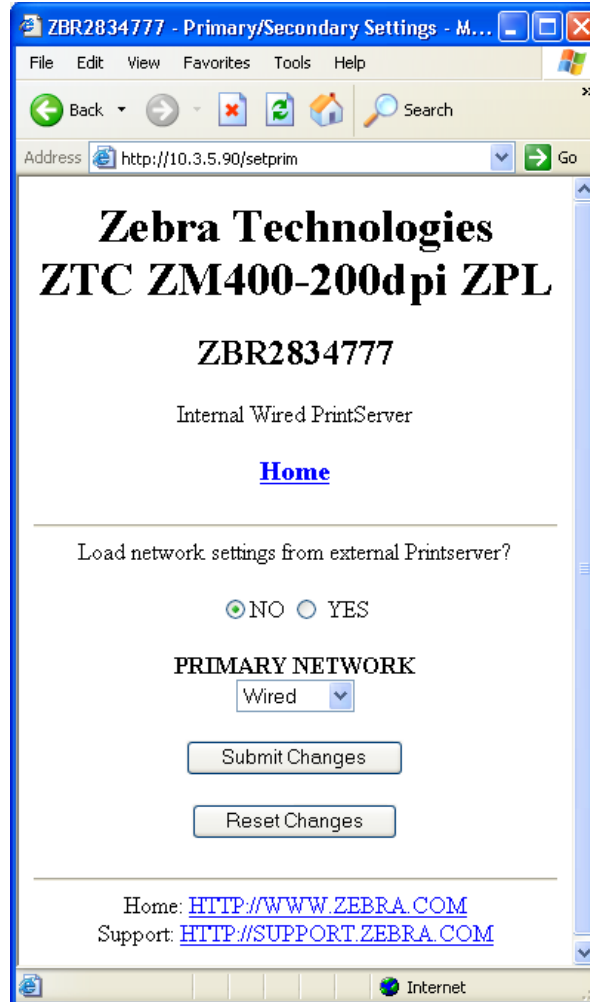 ZBR2834777 - Primary/Secondary Settings - M...
File Edit View Favorites Tools Help
Back Search »
Address http://10.3.5.90/setprim Go
Zebra Technologies
ZTC ZM400-200dpi ZPL
ZBR2834777
Internal Wired PrintServer
Home
Load network settings from external Printserver?
NO YES
PRIMARY NETWORK
Wired
Submit Changes
Reset Changes
Home: HTTP://WWW.ZEBRA.COM
Support: HTTP://SUPPORT.ZEBRA.COM
Internet